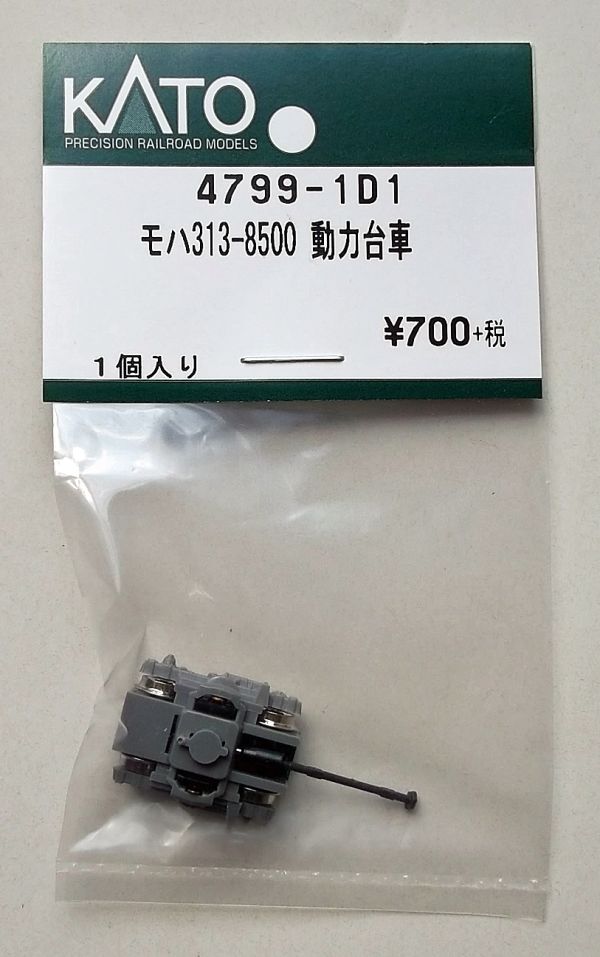 KATO
PRECISION RAILROAD MODELS
4799-1D1
モハ313-8500 動力台車
¥700+税
1個入り